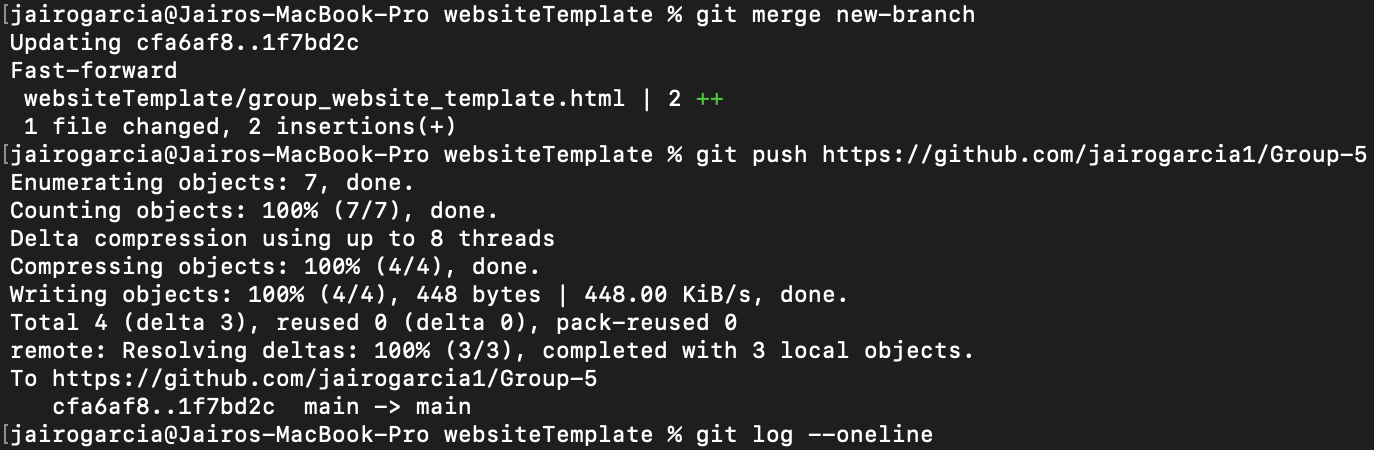 [jairogarcia@Jairos-MacBook-Pro websiteTemplate % git merge new-branch
Updating cfa6af8..1f7bd2c
Fast-forward
 websiteTemplate/group_website_template.html | 2 ++
 1 file changed, 2 insertions(+)
[jairogarcia@Jairos-MacBook-Pro websiteTemplate % git push https://github.com/jairogarcia1/Group-5
Enumerating objects: 7, done.
Counting objects: 100% (7/7), done.
Delta compression using up to 8 threads
Compressing objects: 100% (4/4), done.
Writing objects: 100% (4/4), 448 bytes | 448.00 KiB/s, done.
Total 4 (delta 3), reused 0 (delta 0), pack-reused 0
remote: Resolving deltas: 100% (3/3), completed with 3 local objects.
To https://github.com/jairogarcia1/Group-5
   cfa6af8..1f7bd2c  main -> main
[jairogarcia@Jairos-MacBook-Pro websiteTemplate % git log --oneline